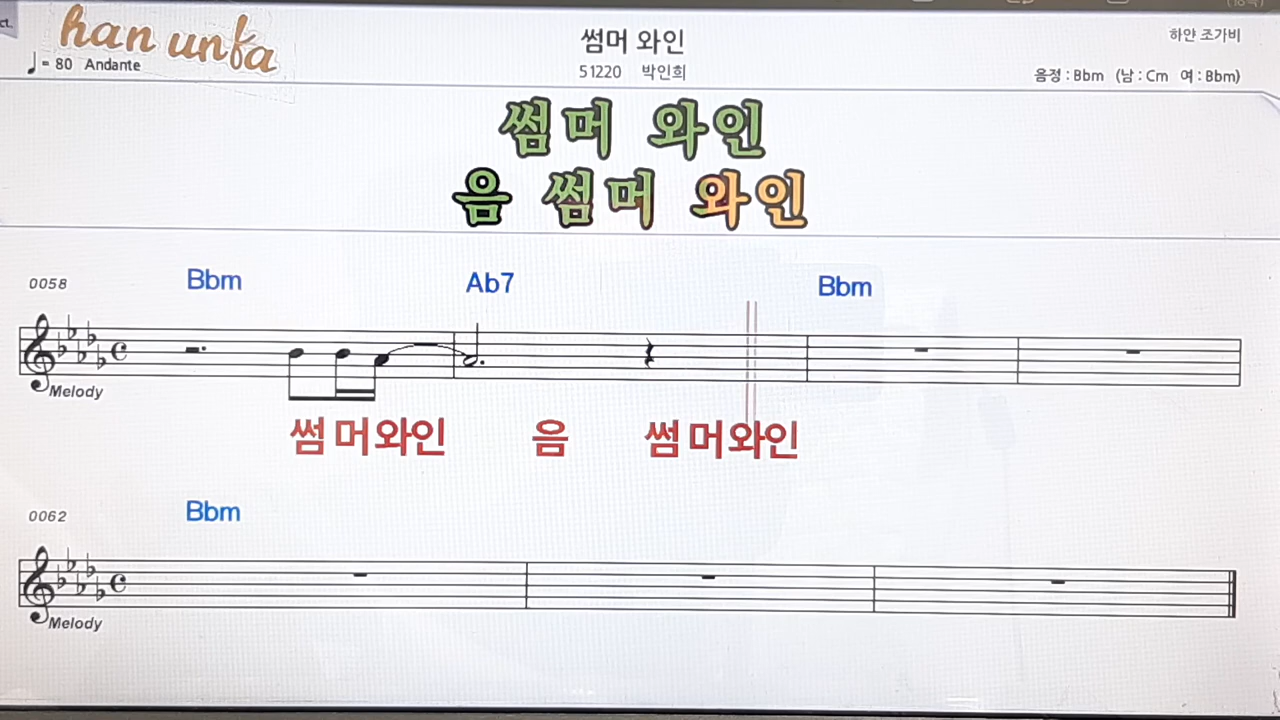 ct.
han unfa
썸머 와인
하얀 조가비
♩= 80 Andante
51220 박인희
음정 : Bbm (남 : Cm 여 : Bbm)
썸머 와인
음 썸머 와인
0058 Bbm Ab7 Bbm
Melody
썸머와인 음 썸머와인
0062 Bbm
Melody